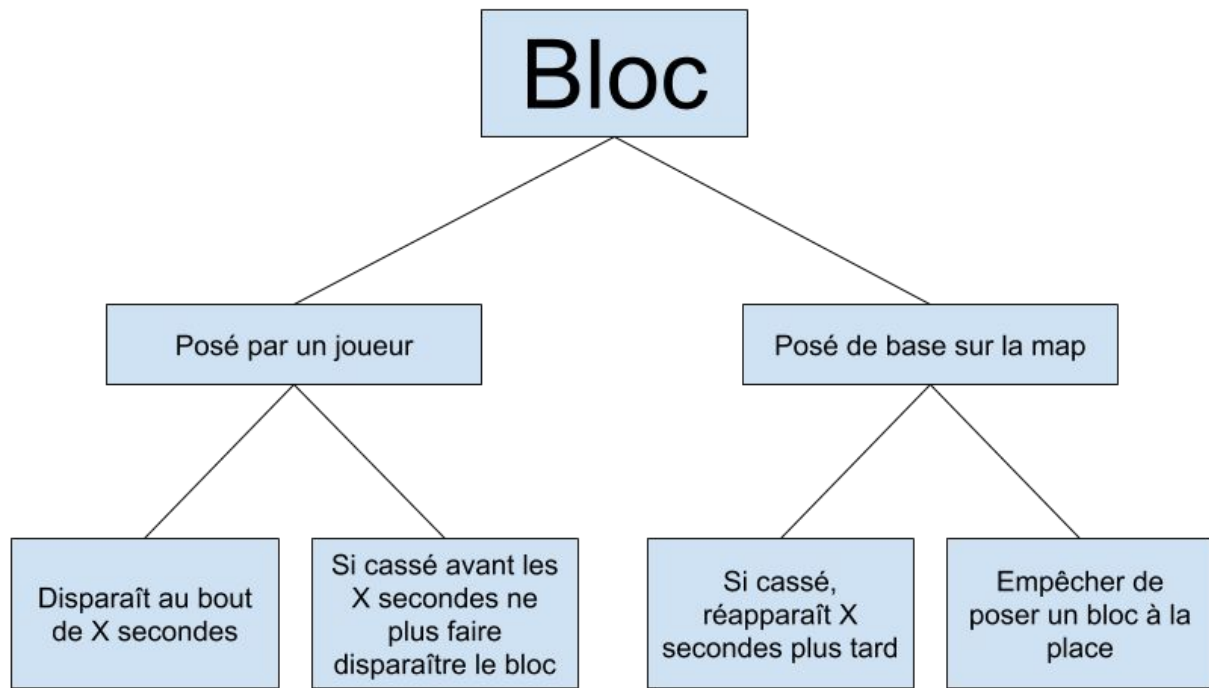 Bloc
Posé par un joueur
Posé de base sur la map
Disparaît au bout
de X secondes
Si cassé avant les
X secondes ne
plus faire
disparaître le bloc
Si cassé,
réapparaît X
secondes plus tard
Empêcher de
poser un bloc à la
place